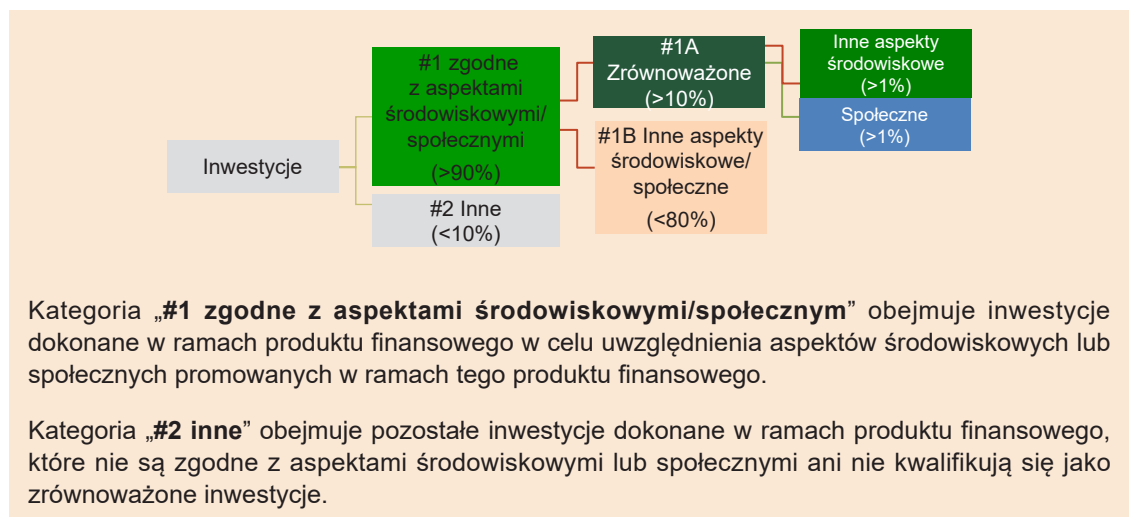 Inwestycje
#1 zgodne
z aspektami
środowiskowymi/
społecznymi
(>90%)
#2 Inne
(<10%)
#1A
Zrównoważone
(>10%)
#1B Inne aspekty
środowiskowe/
społeczne
(<80%)
Inne aspekty
środowiskowe
(>1%)
Społeczne
(>1%)
Kategoria „#1 zgodne z aspektami środowiskowymi/społecznym” obejmuje inwestycje
dokonane w ramach produktu finansowego w celu uwzględnienia aspektów środowiskowych lub
społecznych promowanych w ramach tego produktu finansowego.
Kategoria „#2 inne” obejmuje pozostałe inwestycje dokonane w ramach produktu finansowego,
które nie są zgodne z aspektami środowiskowymi lub społecznymi ani nie kwalifikują się jako
zrównoważone inwestycje.